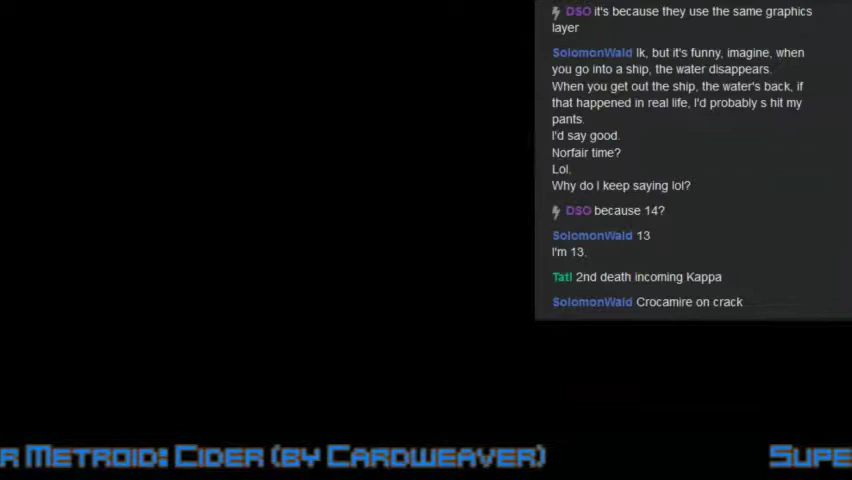 DSO it's because they use the same graphics
layer
SolomonWald Ik, but it's funny, imagine, when
you go into a ship, the water disappears.
When you get out the ship, the water's back, if
that happened in real life, I'd probably s hit my
pants.
I'd say good.
Norfair time?
Lol.
Why do I keep saying lol?
DSO because 14?
SolomonWald 13
I'm 13.
Tatl 2nd death incoming Kappa
SolomonWald Crocamire on crack
R METROID: CIDER (BY CARDWEAVER) SUPE